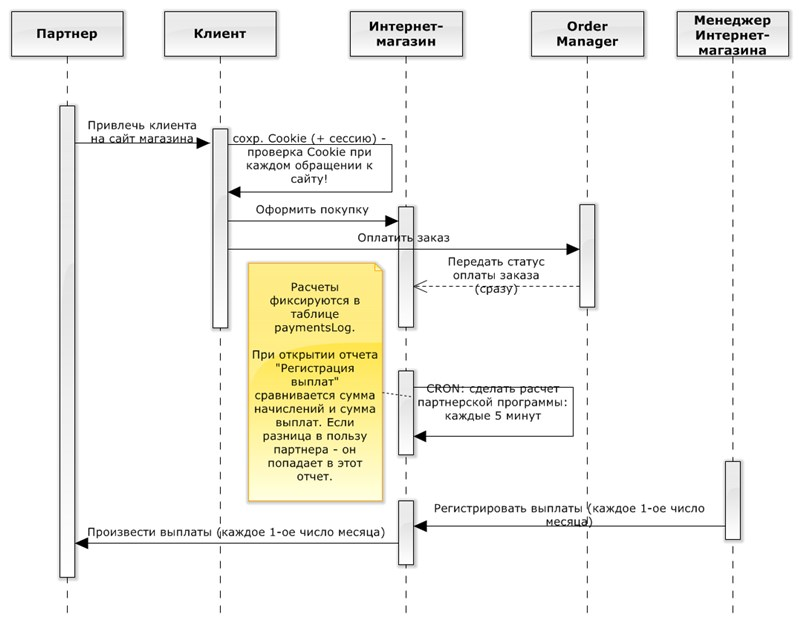 Партнер
Клиент
Интернет-
магазин
Order
Manager
Менеджер
Интернет-
магазина
Привлечь клиента
на сайт магазина
сохр. Cookie (+ сессию) -
проверка Cookie при
каждом обращении к
сайту!
Оформить покупку
Оплатить заказ
Передать статус
оплаты заказа
(сразу)
Расчеты
фиксируются в
таблице
paymentsLog.
При открытии отчета
"Регистрация
выплат"
сравнивается сумма
начислений и сумма
выплат. Если
разница в пользу
партнера - он
попадает в этот
отчет.
CRON: сделать расчет
партнерской программы:
каждые 5 минут
Регистрировать выплаты (каждое 1-ое число
месяца)
Произвести выплаты (каждое 1-ое число месяца)